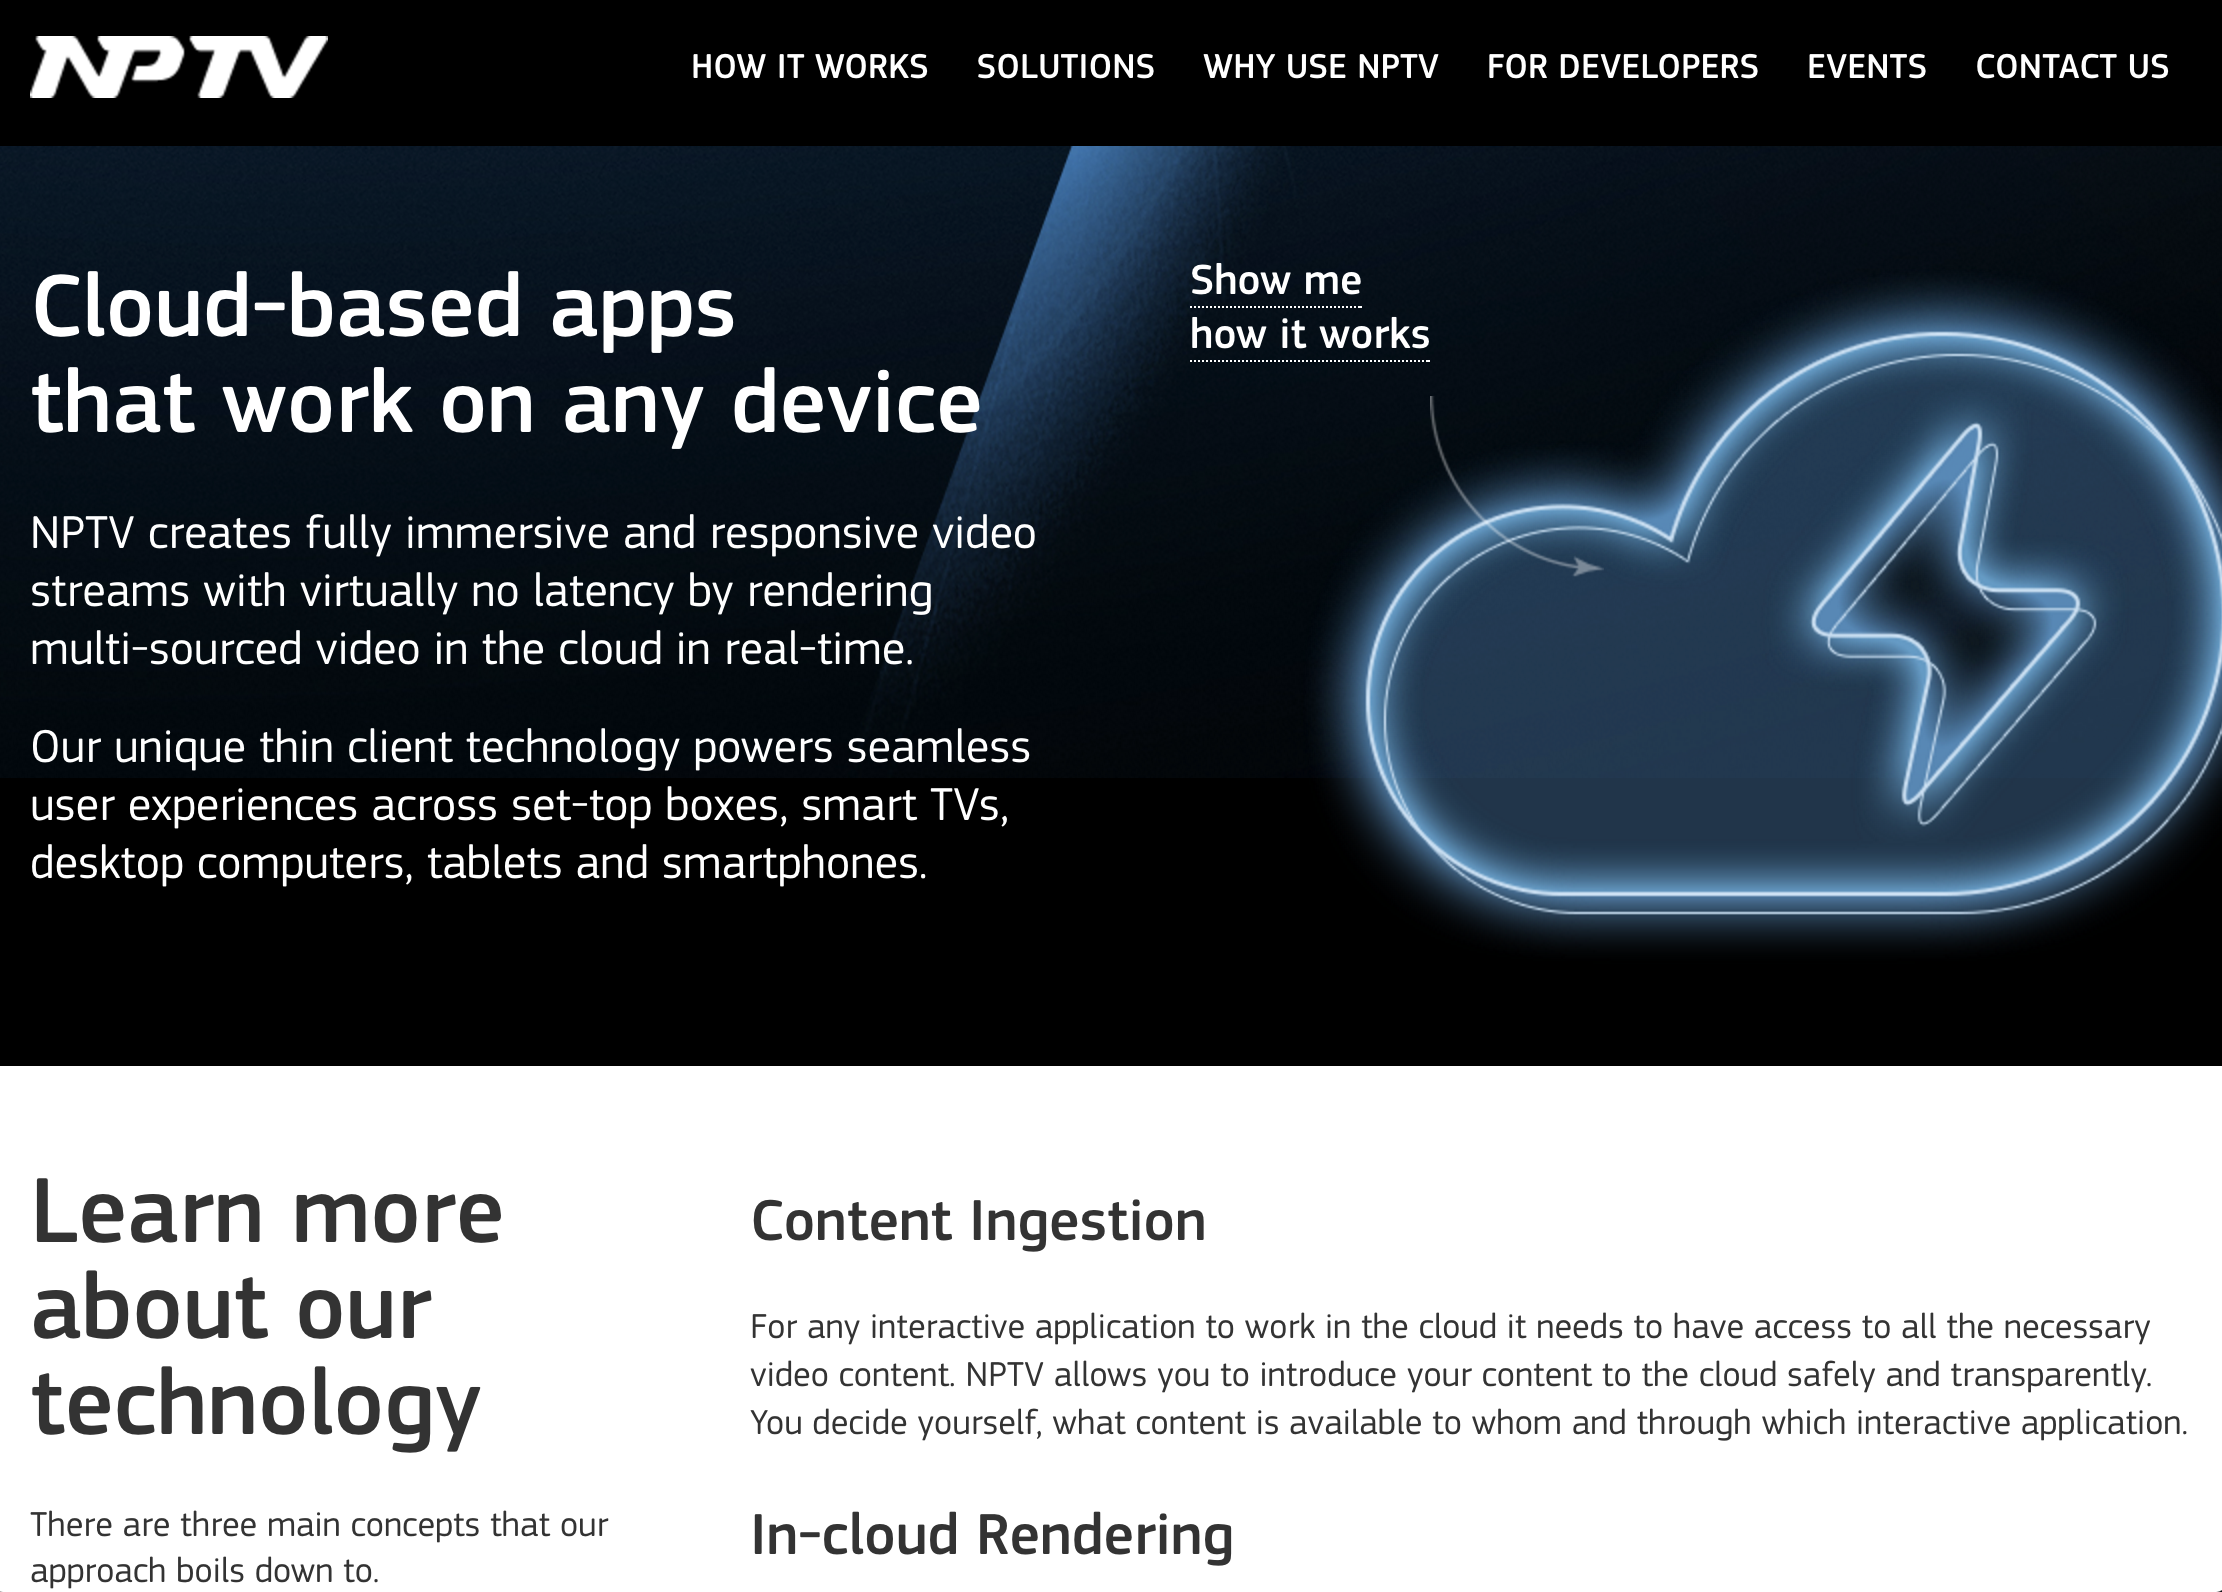 NPTV
HOW IT WORKS
SOLUTIONS
WHY USE NPTV
FOR DEVELOPERS
EVENTS
CONTACT US
Cloud-based apps
that work on any device
NPTV creates fully immersive and responsive video
streams with virtually no latency by rendering
multi-sourced video in the cloud in real-time.
Our unique thin client technology powers seamless
user experiences across set-top boxes, smart TVs,
desktop computers, tablets and smartphones.
Show me
how it works
Learn more
about our
technology
There are three main concepts that our
approach boils down to.
Content Ingestion
For any interactive application to work in the cloud it needs to have access to all the necessary
video content. NPTV allows you to introduce your content to the cloud safely and transparently.
You decide yourself, what content is available to whom and through which interactive application.
In-cloud Rendering